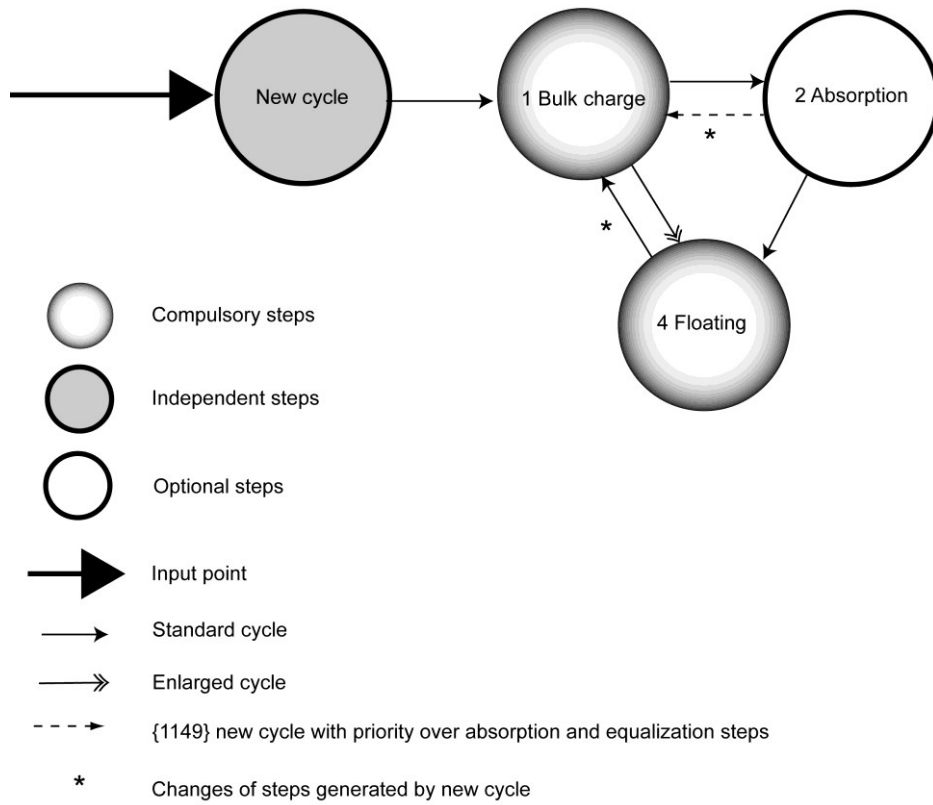 New cycle
1 Bulk charge
2 Absorption
*
*
4 Floating
Compulsory steps
Independent steps
Optional steps
Input point
Standard cycle
Enlarged cycle
{1149} new cycle with priority over absorption and equalization steps
* Changes of steps generated by new cycle